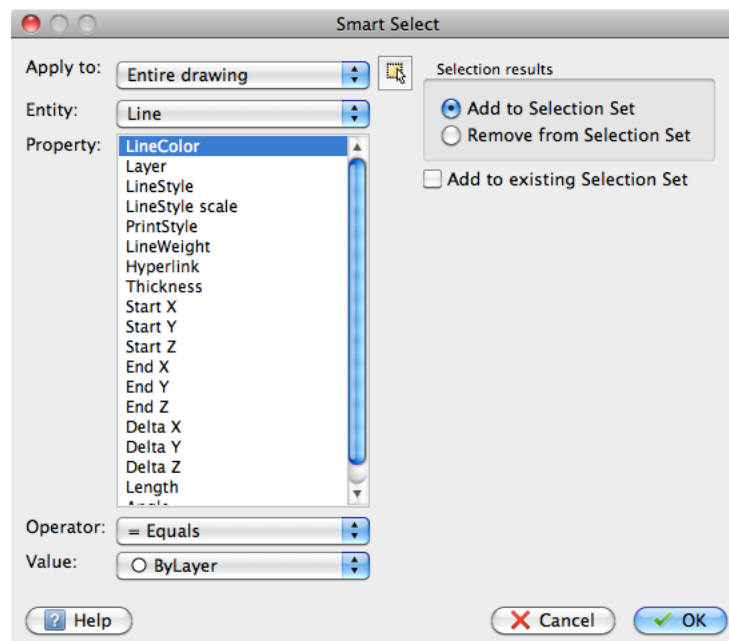 Smart Select
Apply to: Entire drawing
Entity: Line
Property:
LineColor
Layer
LineStyle
LineStyle scale
PrintStyle
LineWeight
Hyperlink
Thickness
Start X
Start Y
Start Z
End X
End Y
End Z
Delta X
Delta Y
Delta Z
Length
Operator: = Equals
Value: ByLayer
Selection results
Add to Selection Set
Remove from Selection Set
Add to existing Selection Set
? Help
Cancel
OK